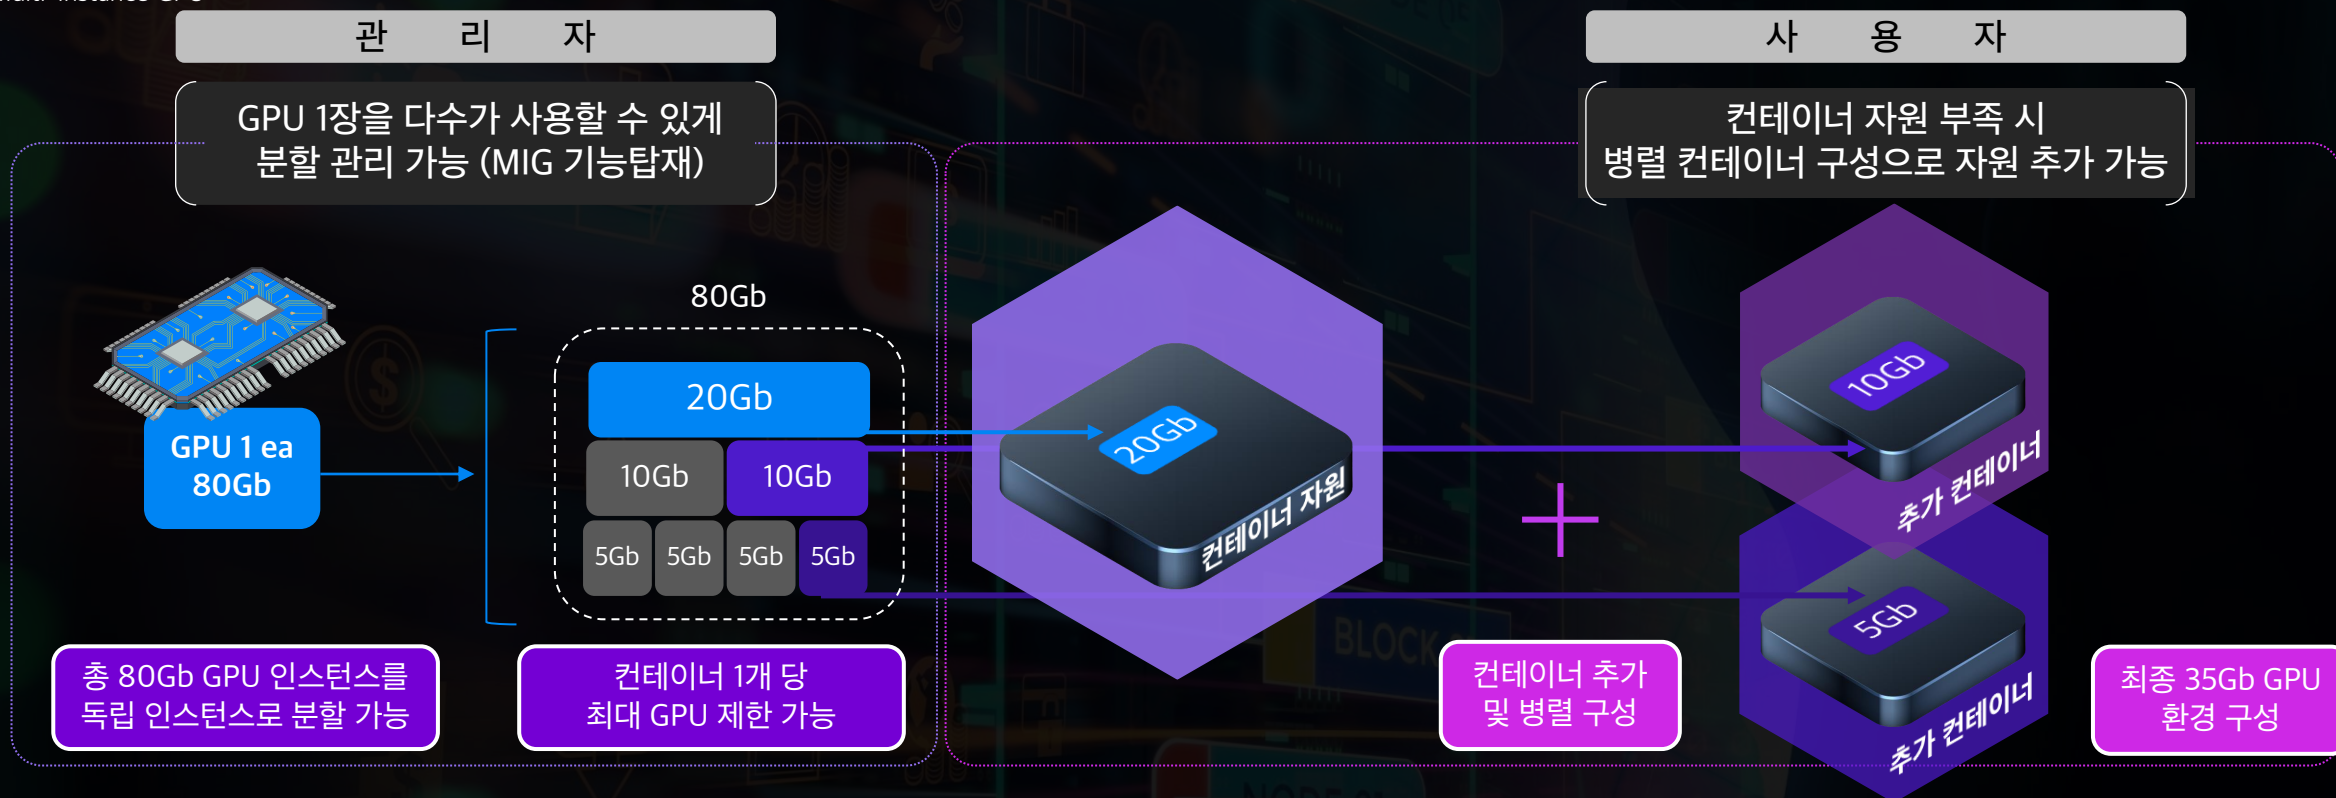 관 리 자
GPU 1장을 다수가 사용할 수 있게
분할 관리 가능 (MIG 기능탑재)
GPU 1 ea
80Gb
80Gb
20Gb
10Gb 10Gb
5Gb 5Gb 5Gb 5Gb
총 80Gb GPU 인스턴스를
독립 인스턴스로 분할 가능
컨테이너 1개 당
최대 GPU 제한 가능
사 용 자
컨테이너 자원 부족 시
병렬 컨테이너 구성으로 자원 추가 가능
20Gb
컨테이너 자원
10Gb
추가 컨테이너
5Gb
추가 컨테이너
컨테이너 추가
및 병렬 구성
최종 35Gb GPU
환경 구성
BLOCK